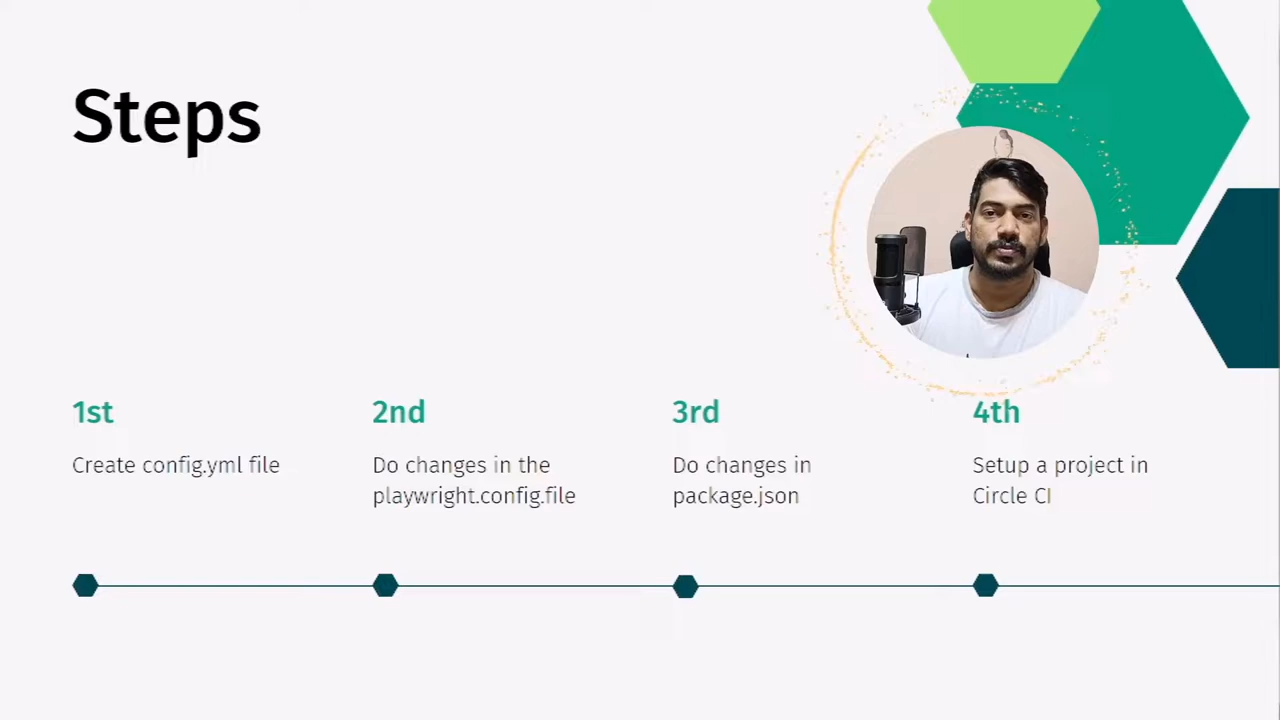 Steps
1st
Create config.yml file
2nd
Do changes in the
playwright.config.file
3rd
Do changes in
package.json
4th
Setup a project in
Circle CI